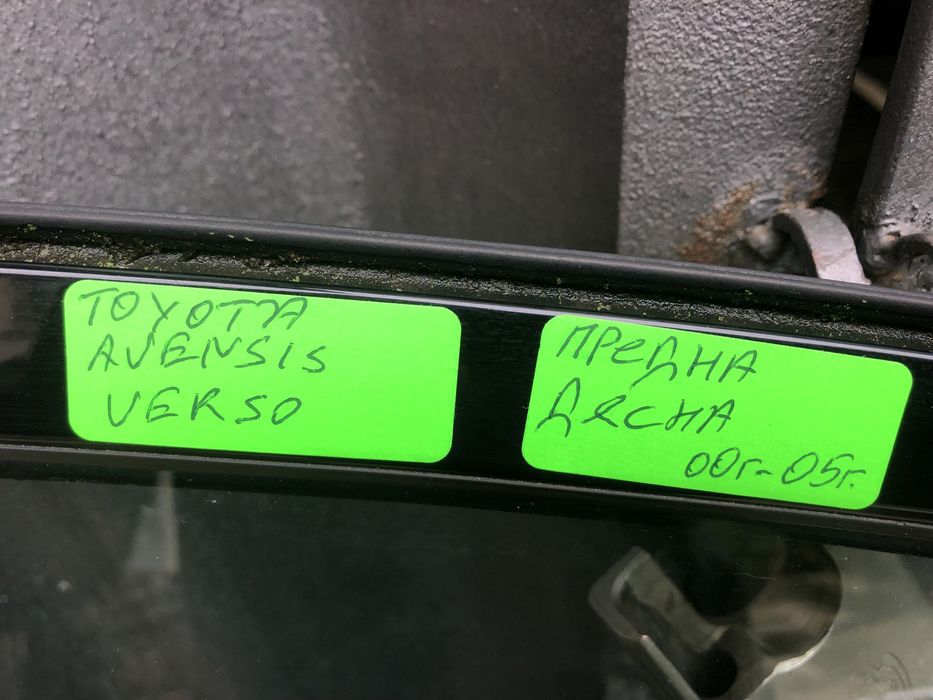 TOYOTA
AVENSIS
VERSO
ПРЕДНА
ДЯСНА
00г-05г.